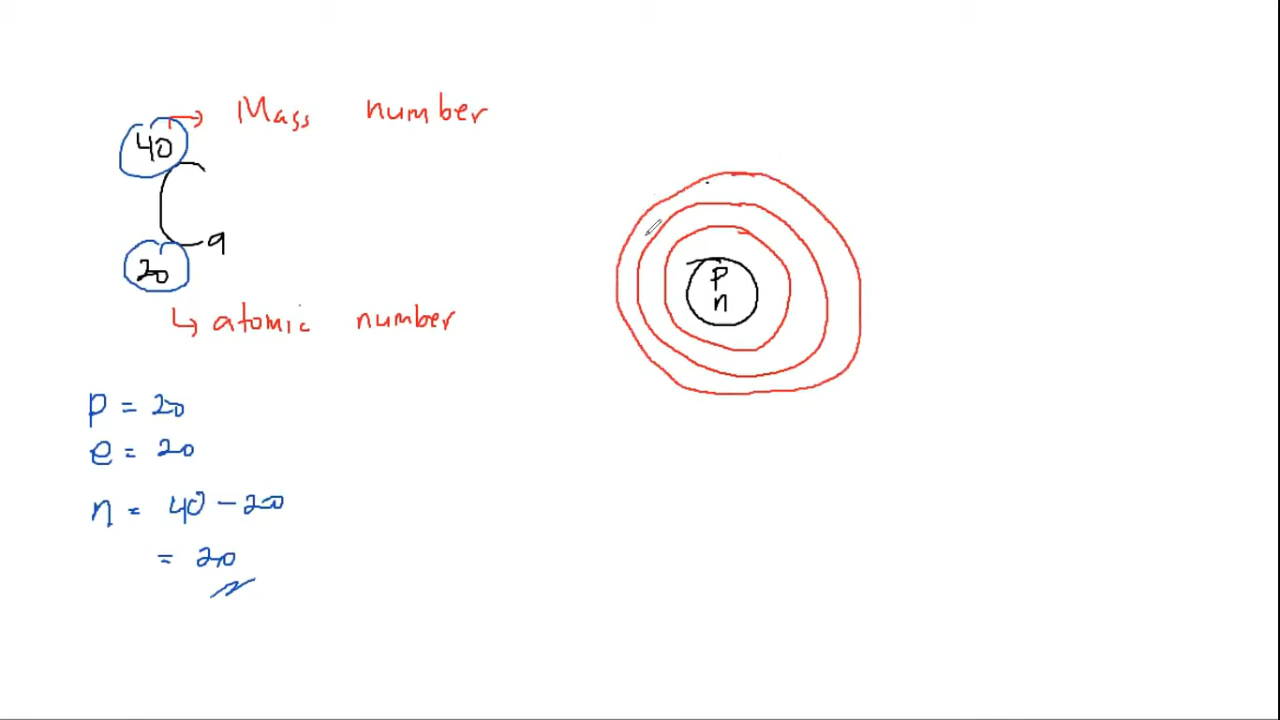 40 → Mass number
Ca
20
↳ atomic number
P = 20
e = 20
n = 40 - 20
= 20
P
n